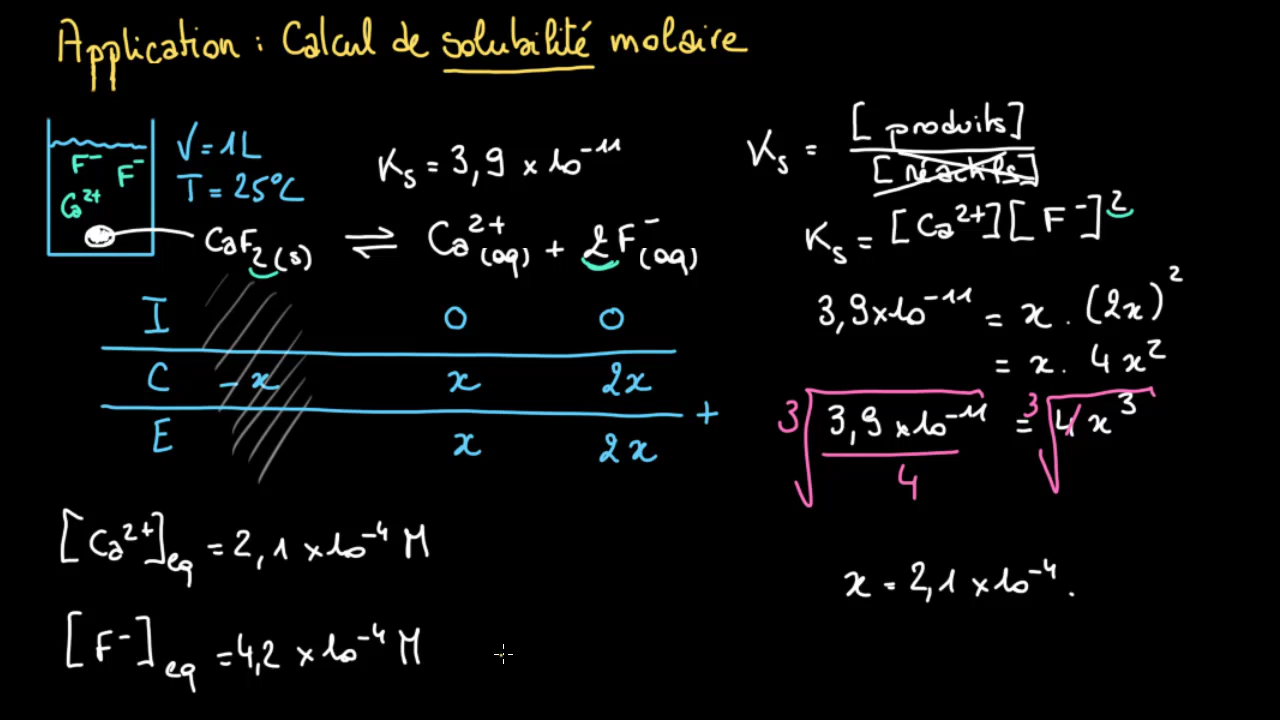 Application : Calcul de solubilité molaire
F⁻ F⁻
Ca²⁺
V = 1L
T = 25°C
Ks = 3,9 × 10⁻¹¹
CaF₂(s) ⇌ Ca²⁺(aq) + 2F⁻(aq)
I 0 0
C -x x 2x
+
E x 2x
[Ca²⁺]eq = 2,1 × 10⁻⁴ M
[F⁻]eq = 4,2 × 10⁻⁴ M
Ks = [produits] / [réactifs]
Ks = [Ca²⁺][F⁻]²
3,9 × 10⁻¹¹ = x . (2x)²
= x . 4x²
³√(3,9 × 10⁻¹¹ / 4) = ³√(4x³)
x = 2,1 × 10⁻⁴.